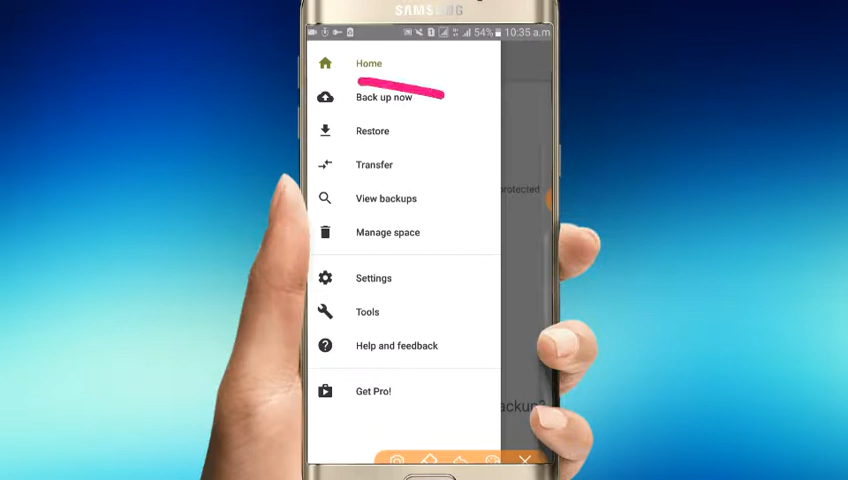 SAMSUNG
54% 10:35 a.m
Home
Back up now
Restore
Transfer
protected
View backups
Manage space
Settings
Tools
Help and feedback
Get Pro!
ackup?